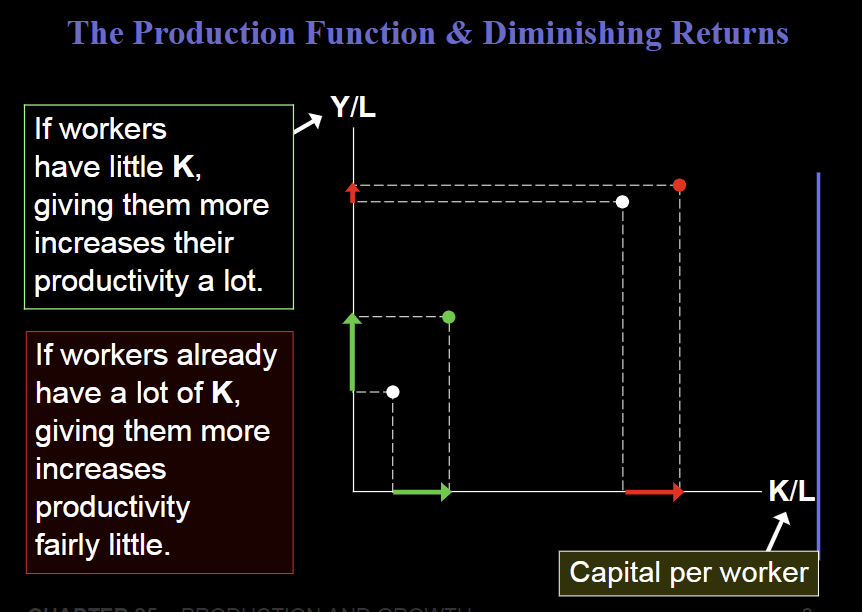 The Production Function & Diminishing Returns
Y/L
If workers
have little K,
giving them more
increases their
productivity a lot.
If workers already
have a lot of K,
giving them more
increases
productivity
fairly little.
K/L
Capital per worker
CHAPTER 25 PRODUCTION AND GROWTH